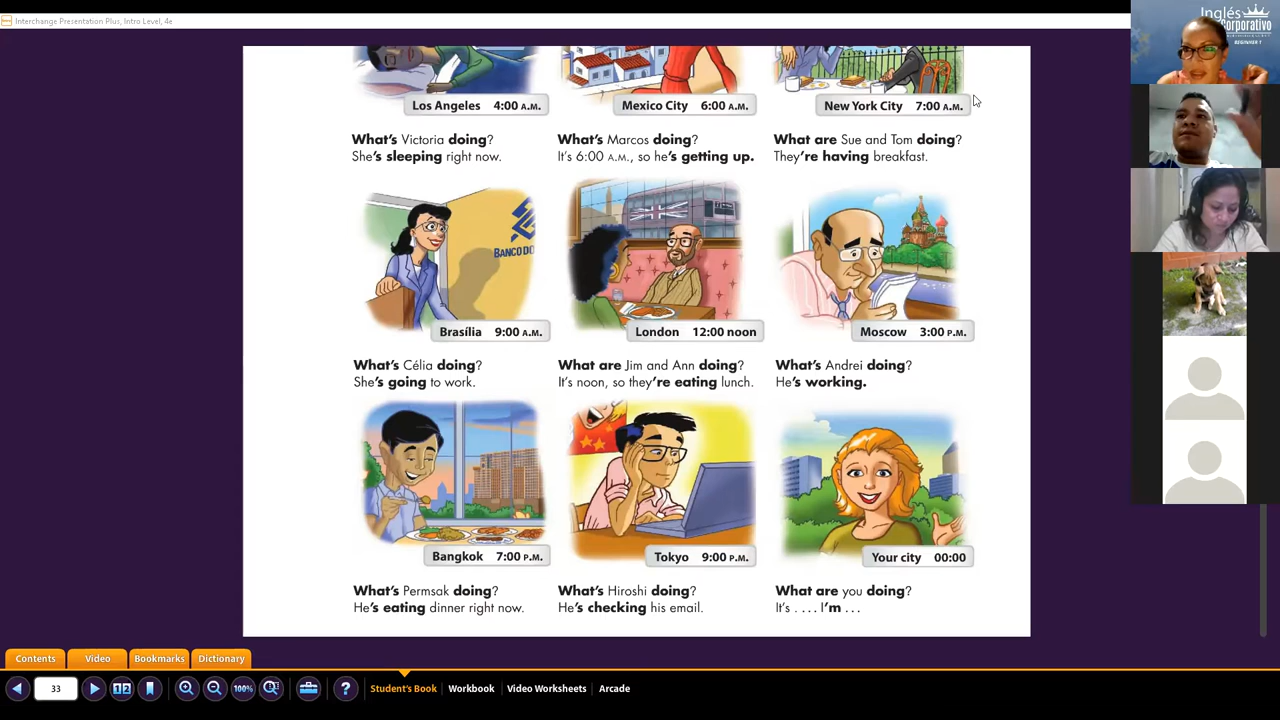 Interchange Presentation Plus, Intro Level, 4e
Inglés
Corporativo
BEGINNER 1
Los Angeles 4:00 A.M.
Mexico City 6:00 A.M.
New York City 7:00 A.M.
What's Victoria doing?
She's sleeping right now.
What's Marcos doing?
It's 6:00 A.M., so he's getting up.
What are Sue and Tom doing?
They're having breakfast.
BANCO DO
Brasília 9:00 A.M.
London 12:00 noon
Moscow 3:00 P.M.
What's Célia doing?
She's going to work.
What are Jim and Ann doing?
It's noon, so they're eating lunch.
What's Andrei doing?
He's working.
Bangkok 7:00 P.M.
Tokyo 9:00 P.M.
Your city 00:00
What's Permsak doing?
He's eating dinner right now.
What's Hiroshi doing?
He's checking his email.
What are you doing?
It's . . . . I'm . . .
Contents
Video
Bookmarks
Dictionary
33
100%
Student's Book
Workbook
Video Worksheets
Arcade